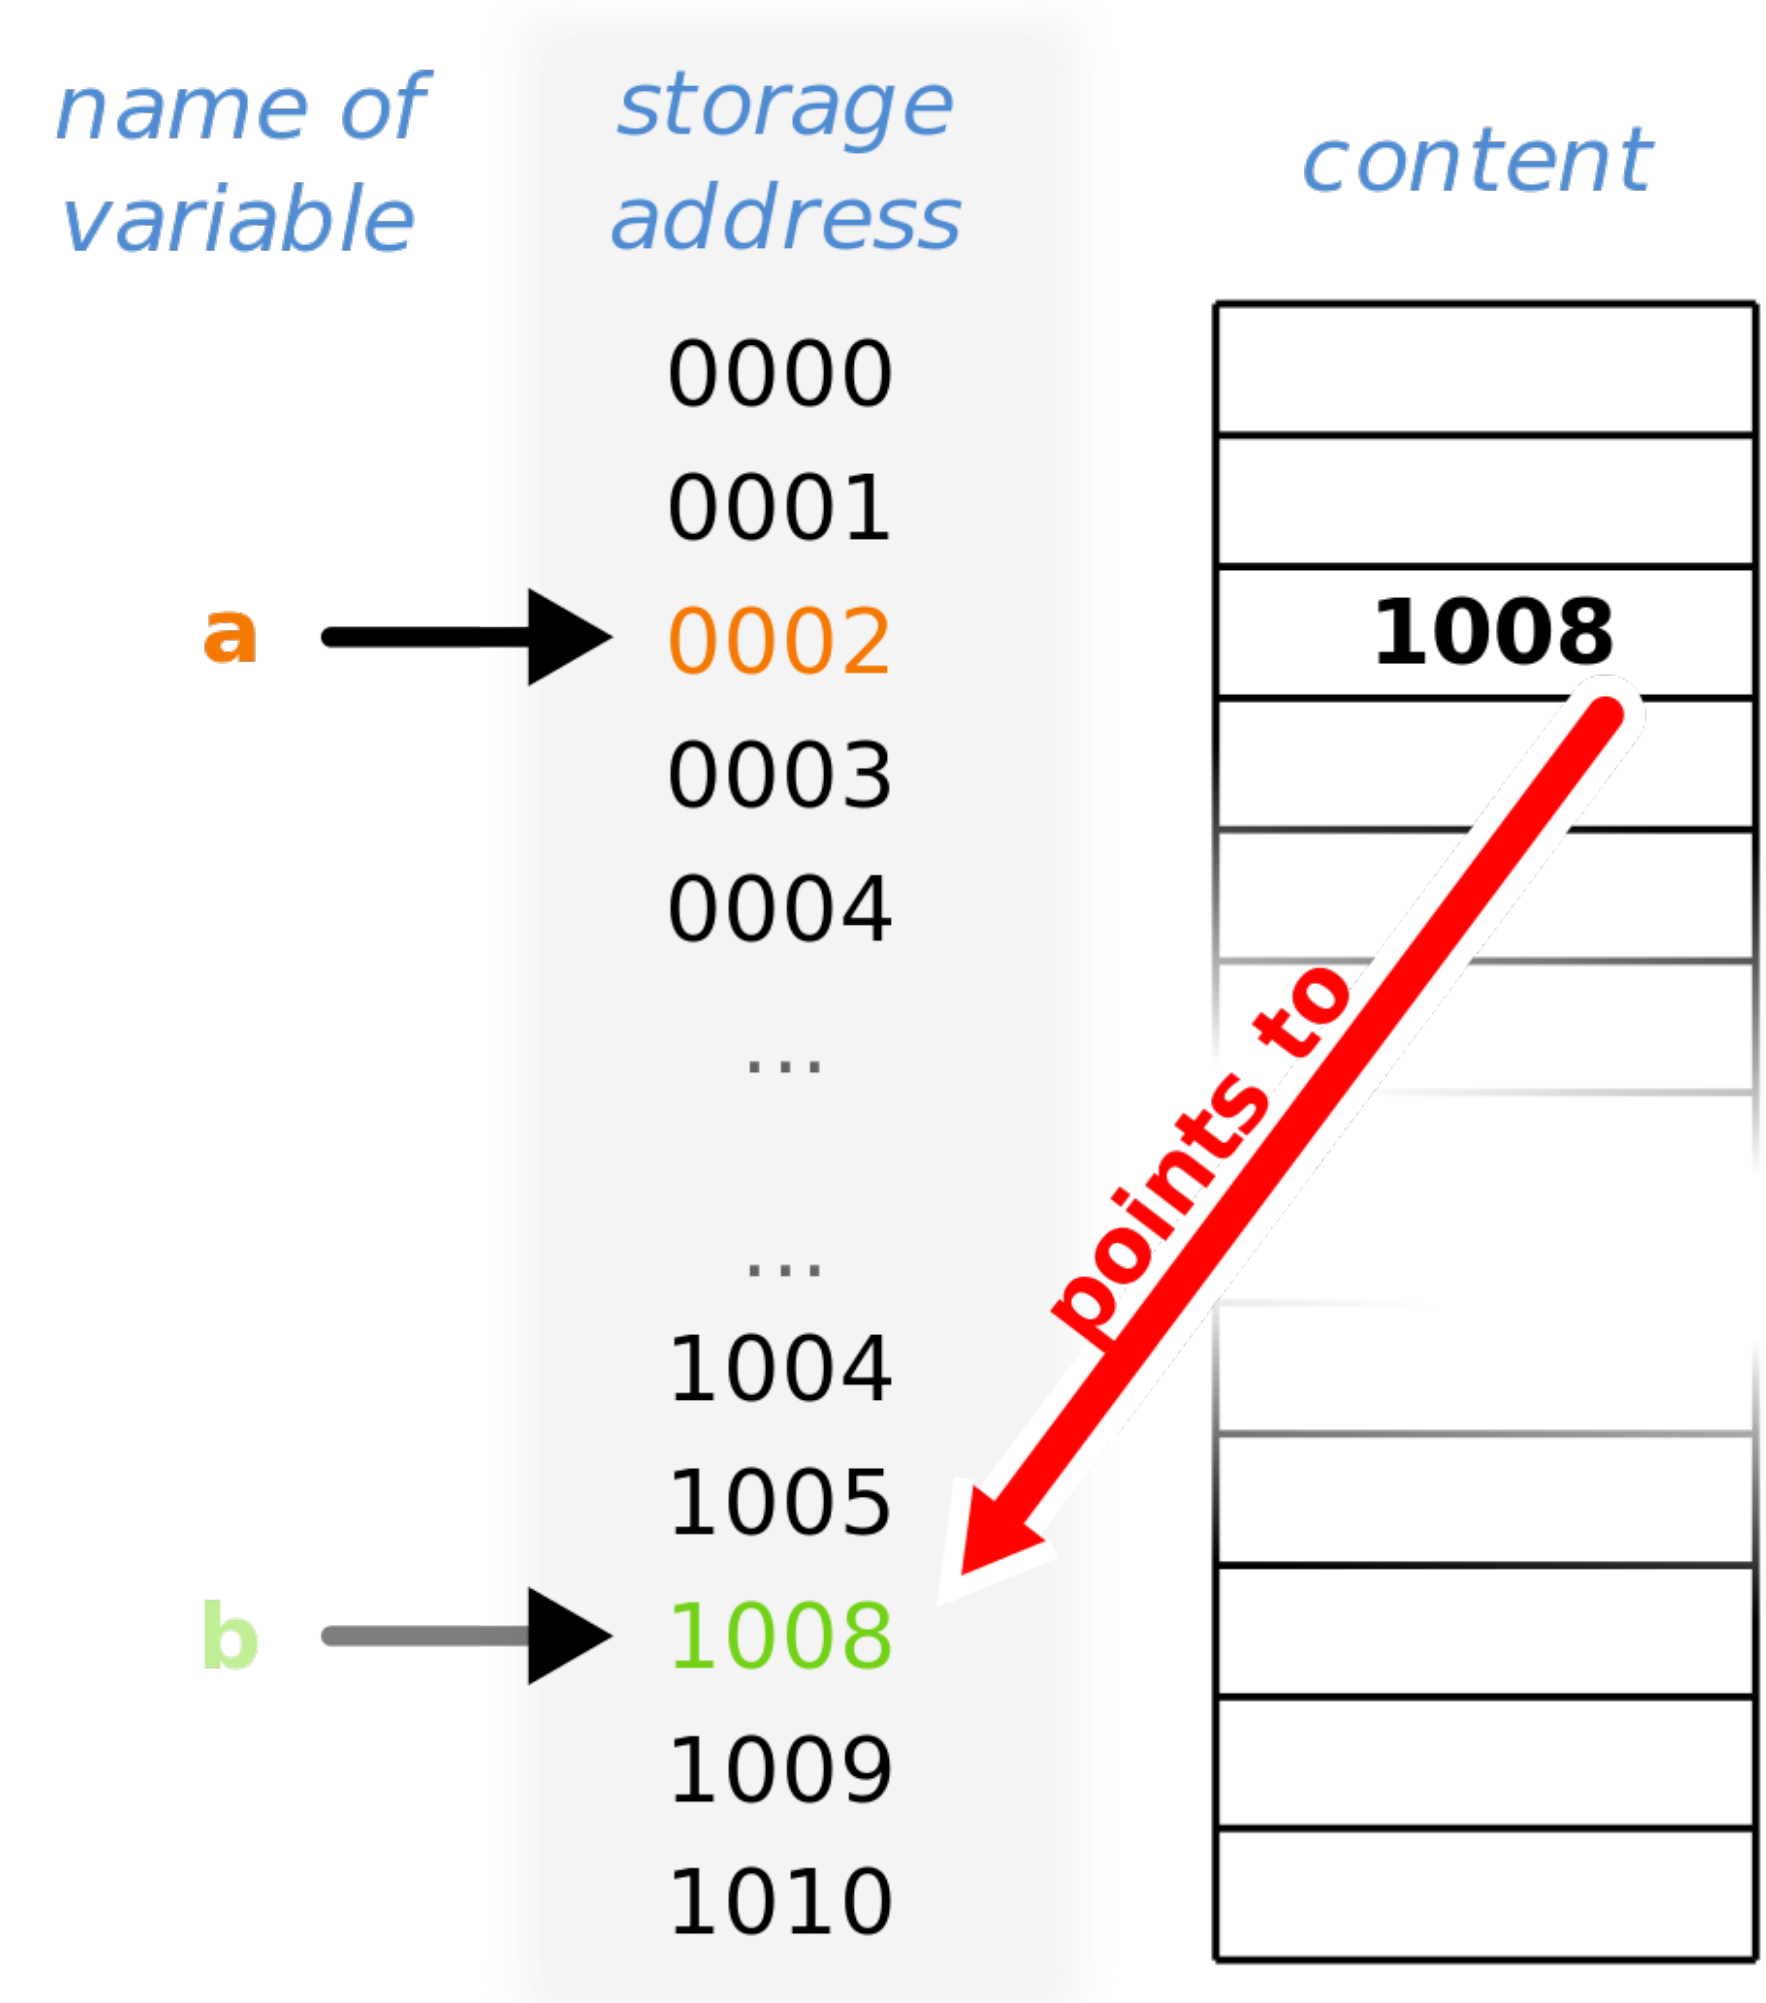 name of
variable
storage
address
content
0000
0001
a
0002
1008
0003
0004
...
points to
...
1004
1005
b
1008
1009
1010